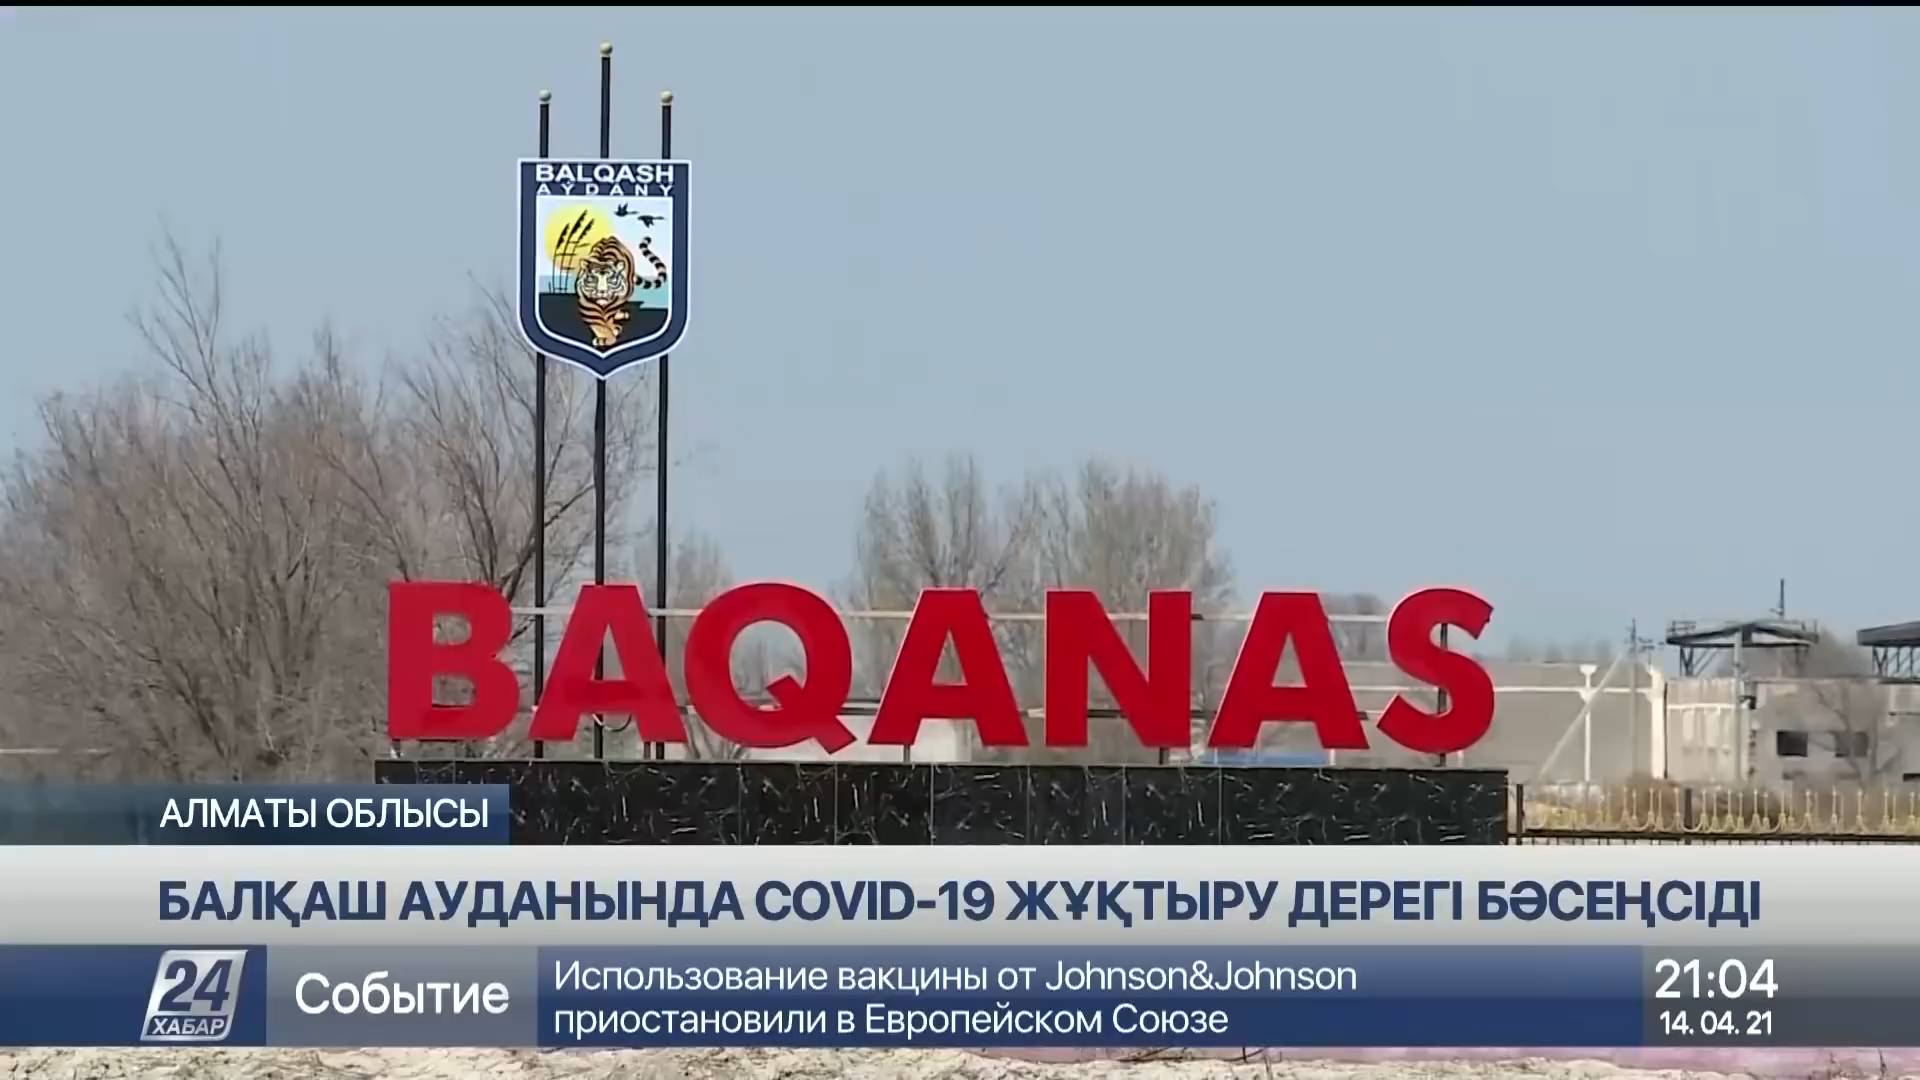 BALQASH
AÝDANY
BAQANAS
АЛМАТЫ ОБЛЫСЫ
БАЛҚАШ АУДАНЫНДА COVID-19 ЖҰҚТЫРУ ДЕРЕГІ БӘСЕҢСІДІ
24
ХАБАР
Событие
Использование вакцины от Johnson&Johnson
приостановили в Европейском Союзе
21:04
14. 04. 21